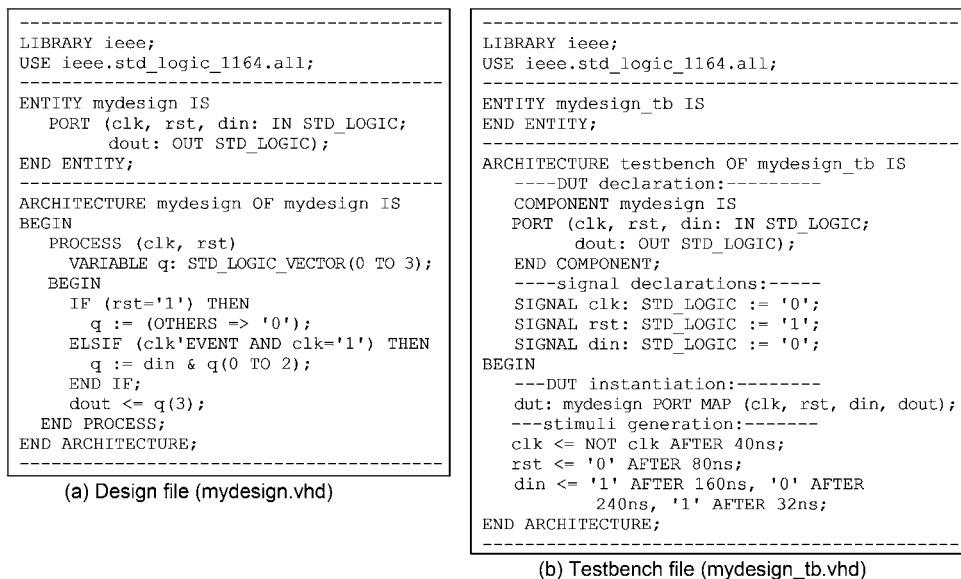 --------------------------------------
LIBRARY ieee;
USE ieee.std_logic_1164.all;
--------------------------------------
ENTITY mydesign IS
PORT (clk, rst, din: IN STD_LOGIC;
dout: OUT STD_LOGIC);
END ENTITY;
--------------------------------------
ARCHITECTURE mydesign OF mydesign IS
BEGIN
PROCESS (clk, rst)
VARIABLE q: STD_LOGIC_VECTOR(0 TO 3);
BEGIN
IF (rst='1') THEN
q := (OTHERS => '0');
ELSIF (clk'EVENT AND clk='1') THEN
q := din & q(0 TO 2);
END IF;
dout <= q(3);
END PROCESS;
END ARCHITECTURE;
--------------------------------------
(a) Design file (mydesign.vhd)
-------------------------------------------
LIBRARY ieee;
USE ieee.std_logic_1164.all;
-------------------------------------------
ENTITY mydesign_tb IS
END ENTITY;
-------------------------------------------
ARCHITECTURE testbench OF mydesign_tb IS
----DUT declaration:---------
COMPONENT mydesign IS
PORT (clk, rst, din: IN STD_LOGIC;
dout: OUT STD_LOGIC);
END COMPONENT;
----signal declarations:-----
SIGNAL clk: STD_LOGIC := '0';
SIGNAL rst: STD_LOGIC := '1';
SIGNAL din: STD_LOGIC := '0';
BEGIN
---DUT instantiation:--------
dut: mydesign PORT MAP (clk, rst, din, dout);
---stimuli generation:-------
clk <= NOT clk AFTER 40ns;
rst <= '0' AFTER 80ns;
din <= '1' AFTER 160ns, '0' AFTER
240ns, '1' AFTER 32ns;
END ARCHITECTURE;
-------------------------------------------
(b) Testbench file (mydesign_tb.vhd)